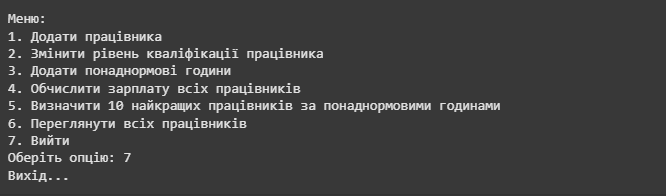 Меню:
1. Додати працівника
2. Змінити рівень кваліфікації працівника
3. Додати понаднормові години
4. Обчислити зарплату всіх працівників
5. Визначити 10 найкращих працівників за понаднормовими годинами
6. Переглянути всіх працівників
7. Вийти
Оберіть опцію: 7
Вихід...